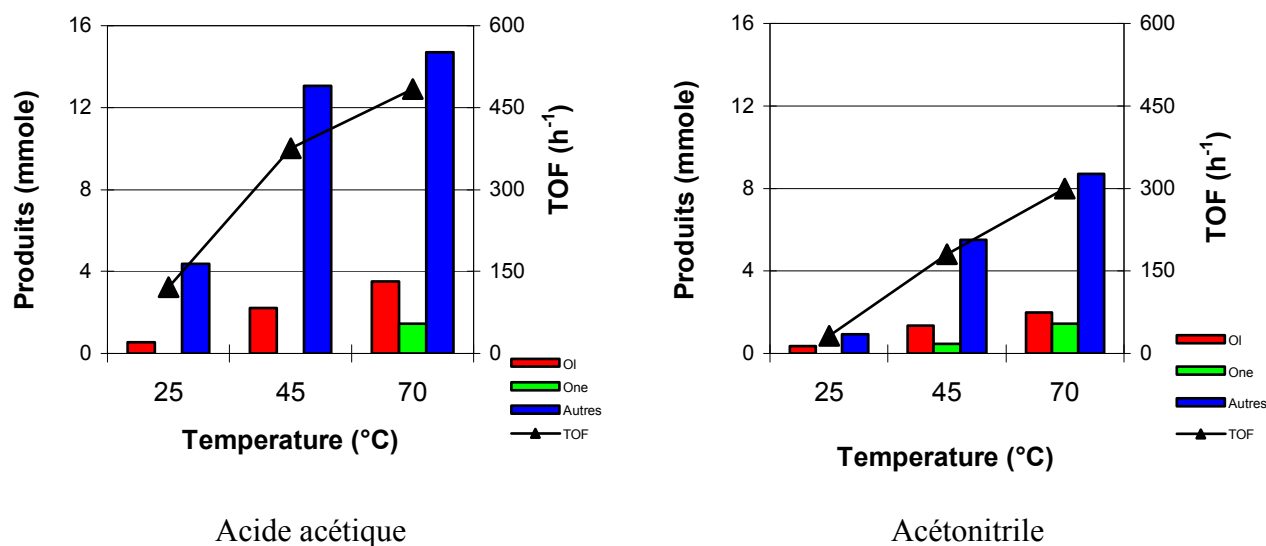 16
12
8
4
0
Produits (mmole)
600
450
300
150
0
TOF (h⁻¹)
25 45 70
Temperature (°C)
Ol
One
Autres
TOF
Acide acétique
16
12
8
4
0
Produits (mmole)
600
450
300
150
0
TOF (h⁻¹)
25 45 70
Temperature (°C)
Ol
One
Autres
TOF
Acétonitrile